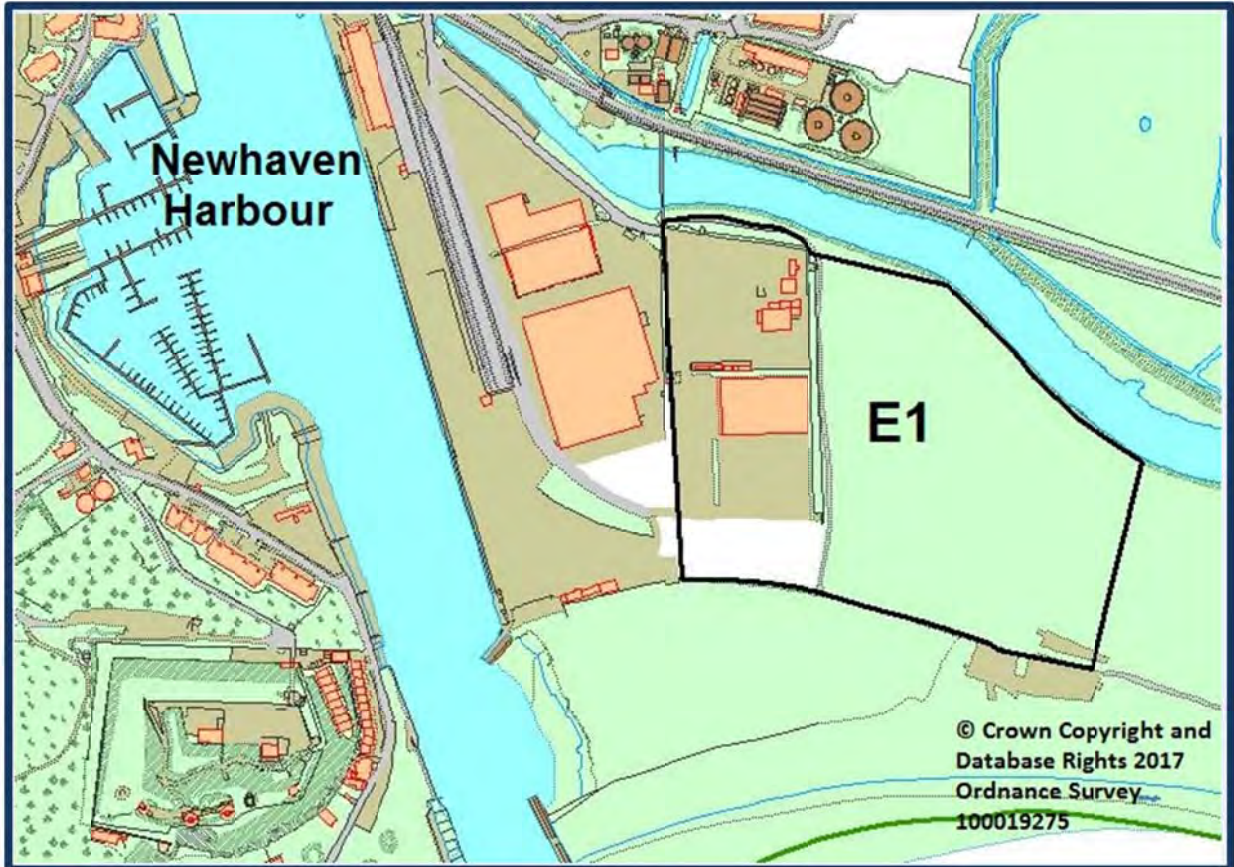 Newhaven
Harbour
E1
© Crown Copyright and
Database Rights 2017
Ordnance Survey
100019275